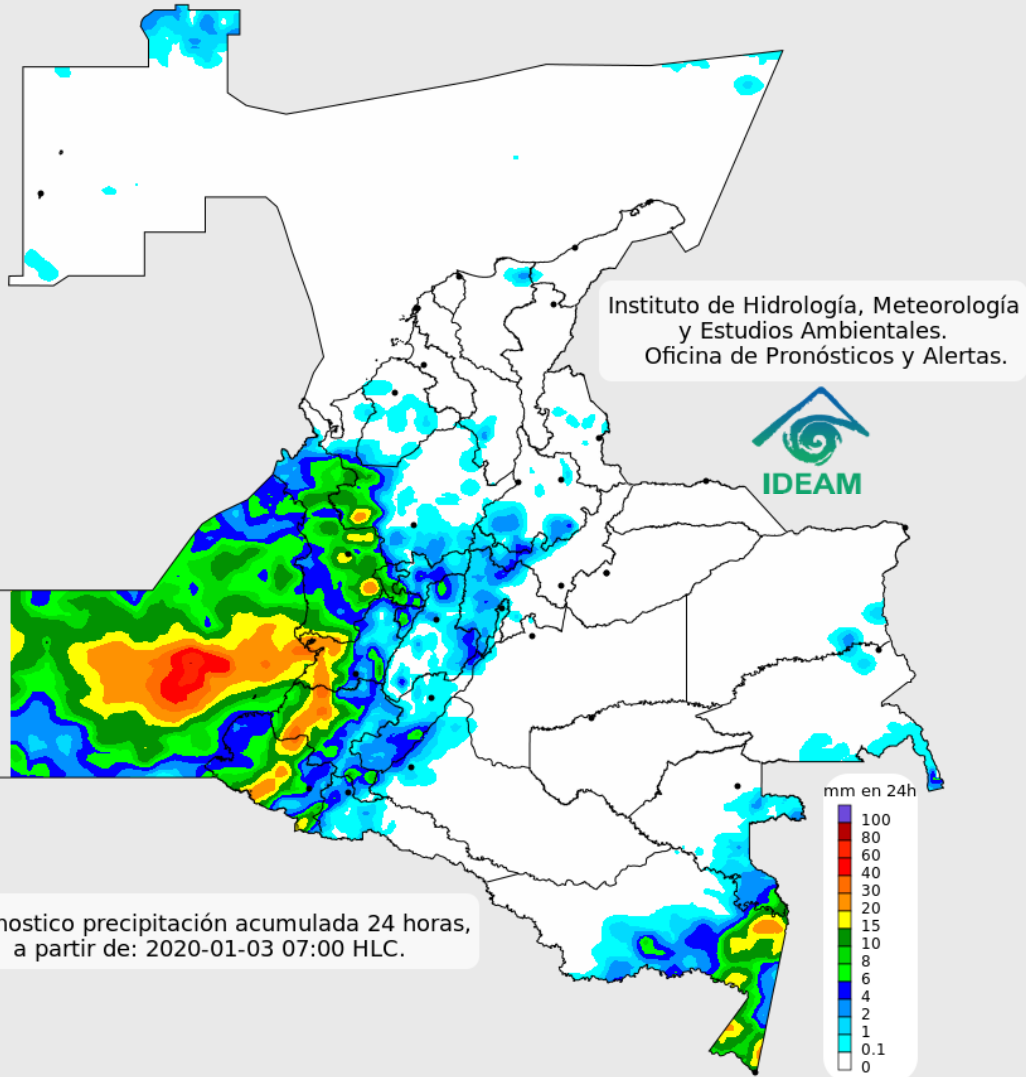 Instituto de Hidrología, Meteorología
y Estudios Ambientales.
Oficina de Pronósticos y Alertas.
IDEAM
mm en 24h
100
80
60
40
30
20
15
10
8
6
4
2
1
0.1
0
nostico precipitación acumulada 24 horas,
a partir de: 2020-01-03 07:00 HLC.